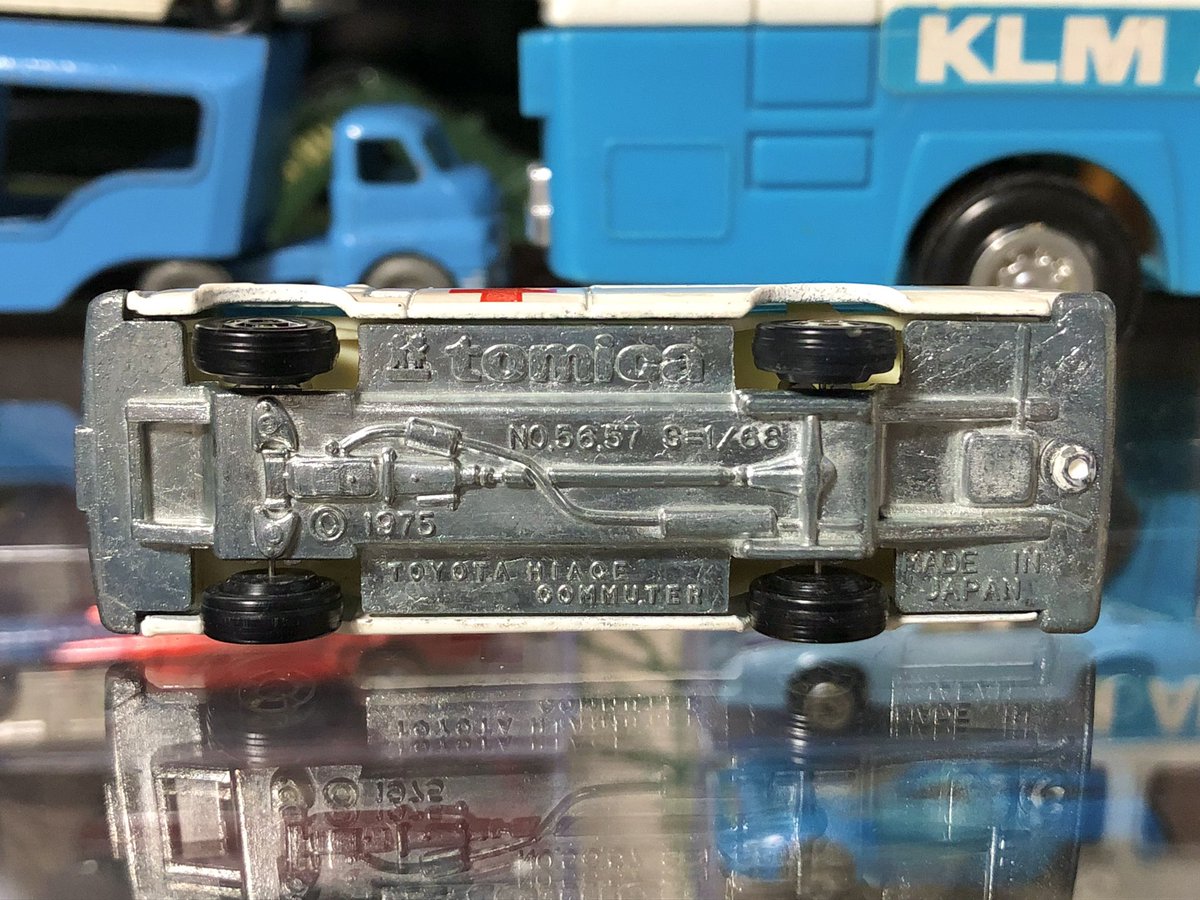 KLM
tomica
NO.56,57 S=1/68
© 1975
TOYOTA HIACE
COMMUTER
MADE IN
JAPAN